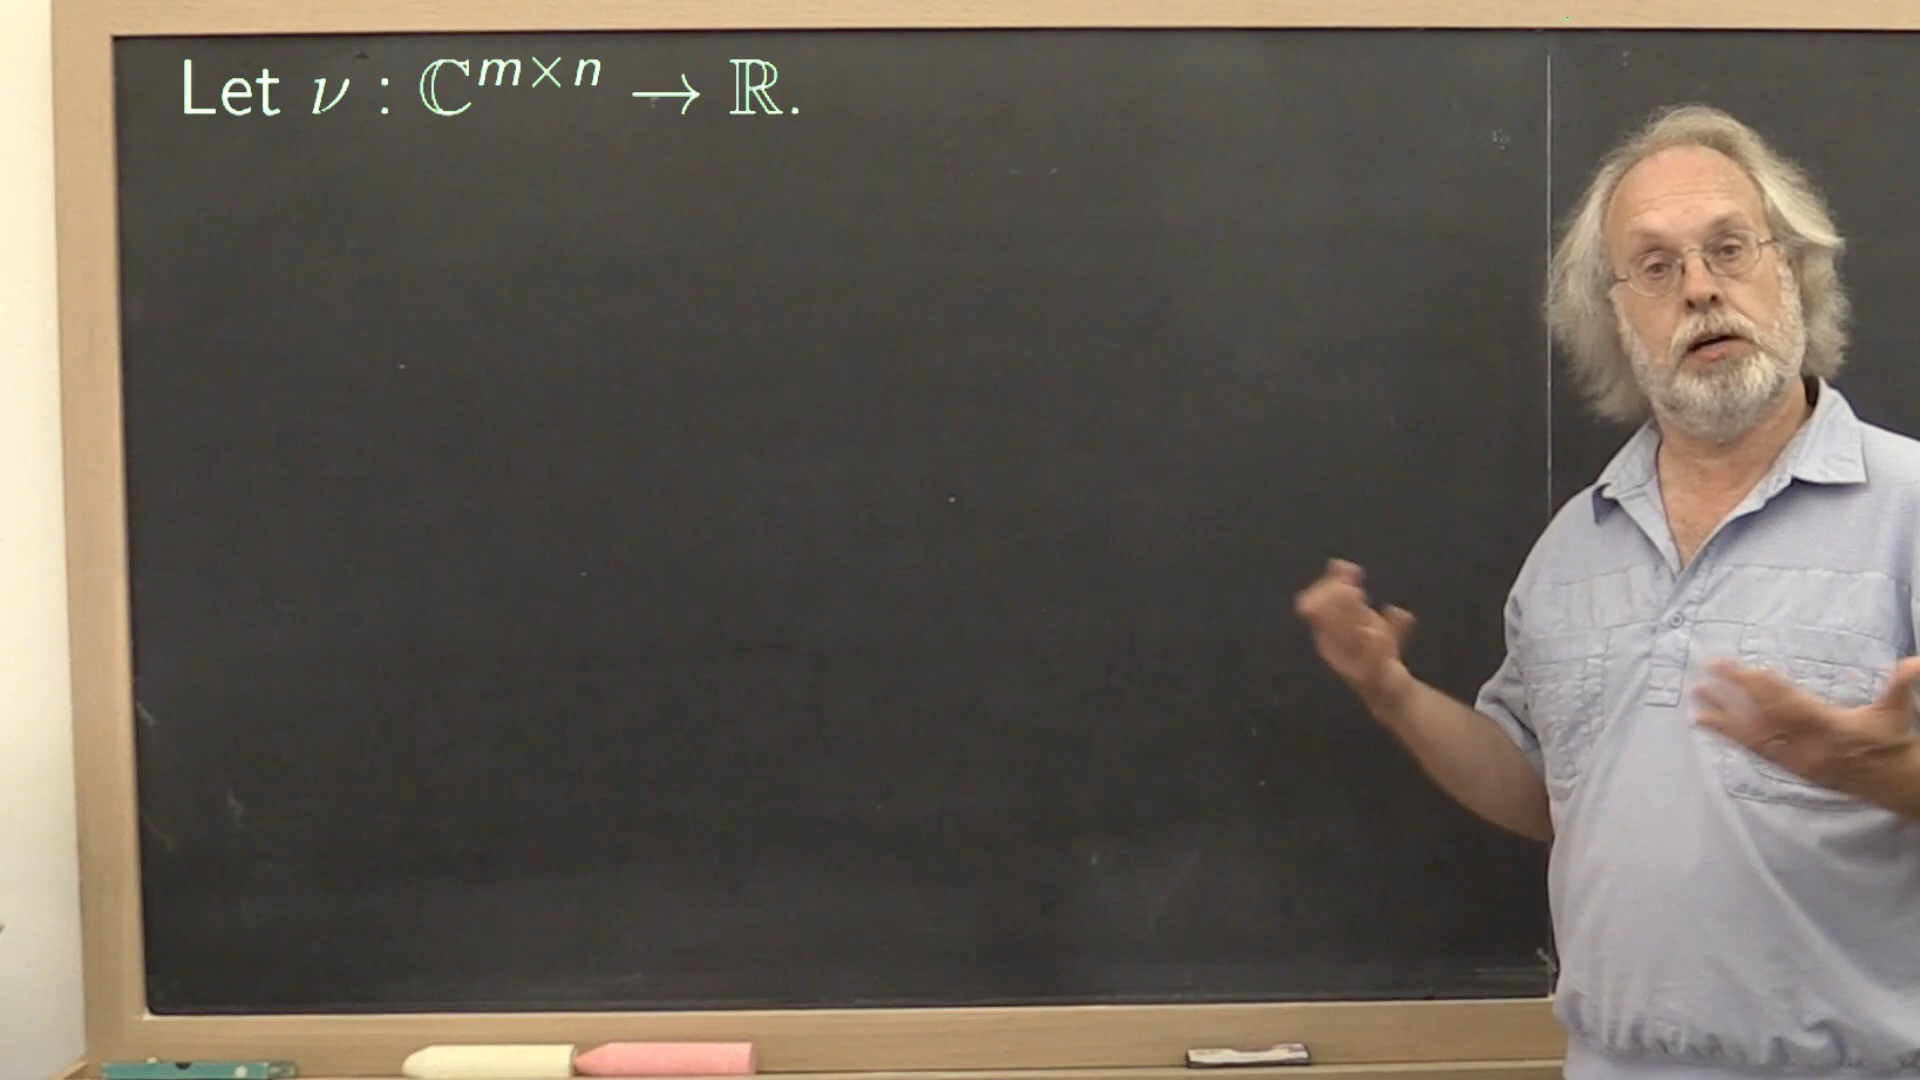 Let ν : ℂ^{m×n} → ℝ.